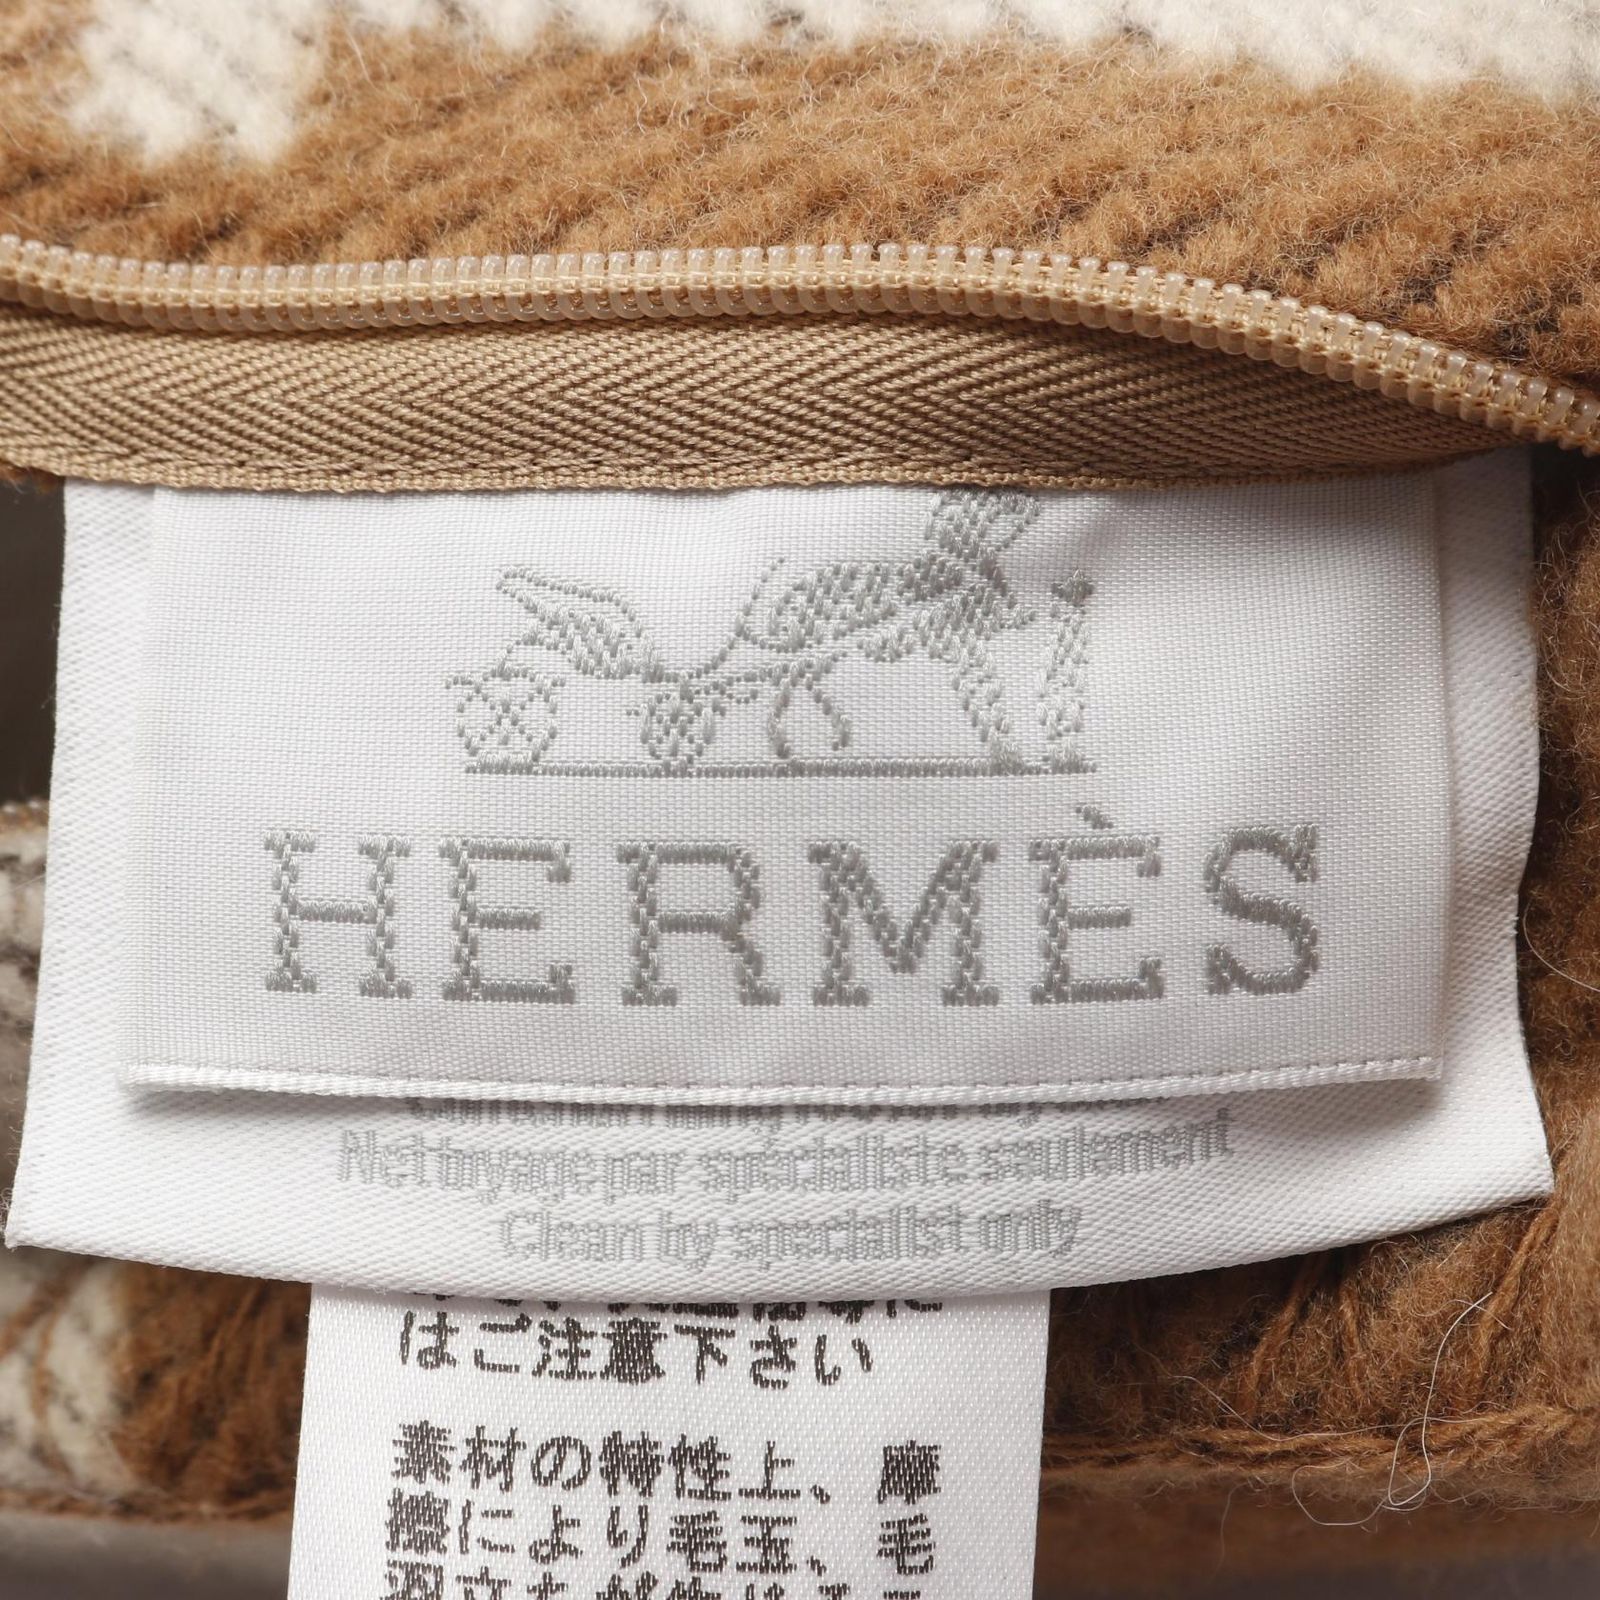 HERMÈS
Nettoyage par spécialiste seulement
Clean by specialist only
はご注意下さい
素材の特性上、摩
擦により毛玉、毛